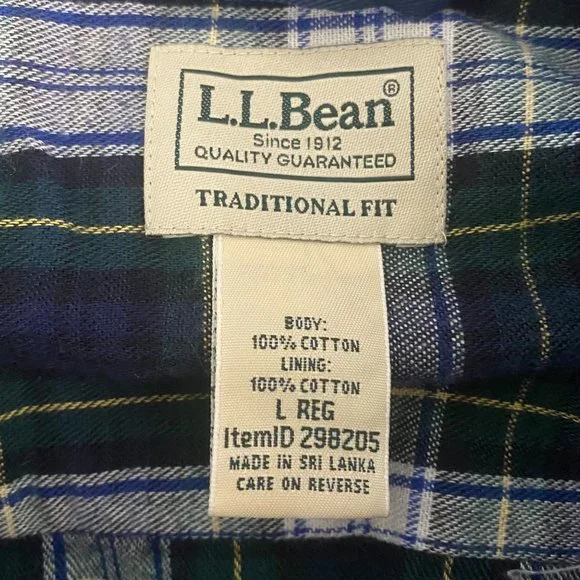 L.L.Bean®
Since 1912
QUALITY GUARANTEED
TRADITIONAL FIT
BODY:
100% COTTON
LINING:
100% COTTON
L REG
ItemID 298205
MADE IN SRI LANKA
CARE ON REVERSE